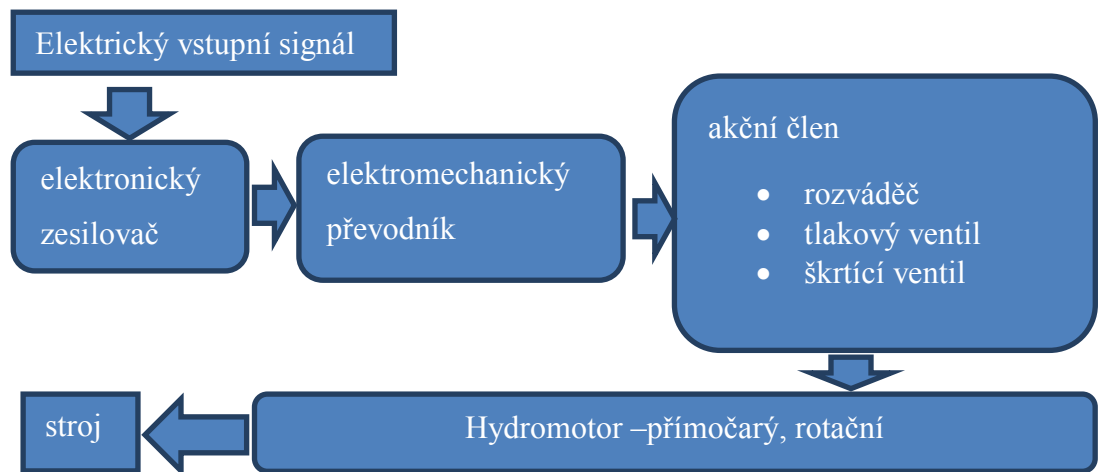 Elektrický vstupní signál
elektronický
zesilovač
elektromechanický
převodník
akční člen
• rozváděč
• tlakový ventil
• škrtící ventil
Hydromotor –přímočarý, rotační
stroj